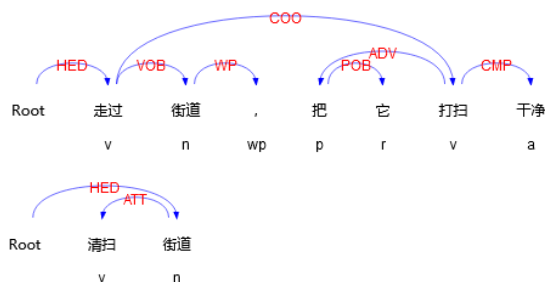 COO
ADV
HED VOB WP POB CMP
Root 走过 街道 , 把 它 打扫 干净
v n wp p r v a
HED
ATT
Root 清扫 街道
v n